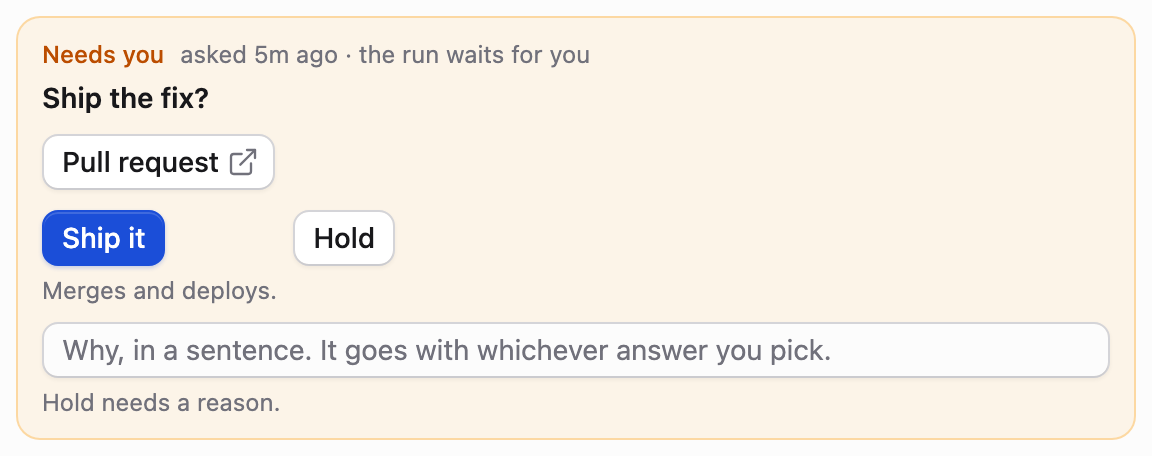 Needs you asked 5m ago · the run waits for you
Ship the fix?
Pull request
Ship it Hold
Merges and deploys.
Why, in a sentence. It goes with whichever answer you pick.
Hold needs a reason.